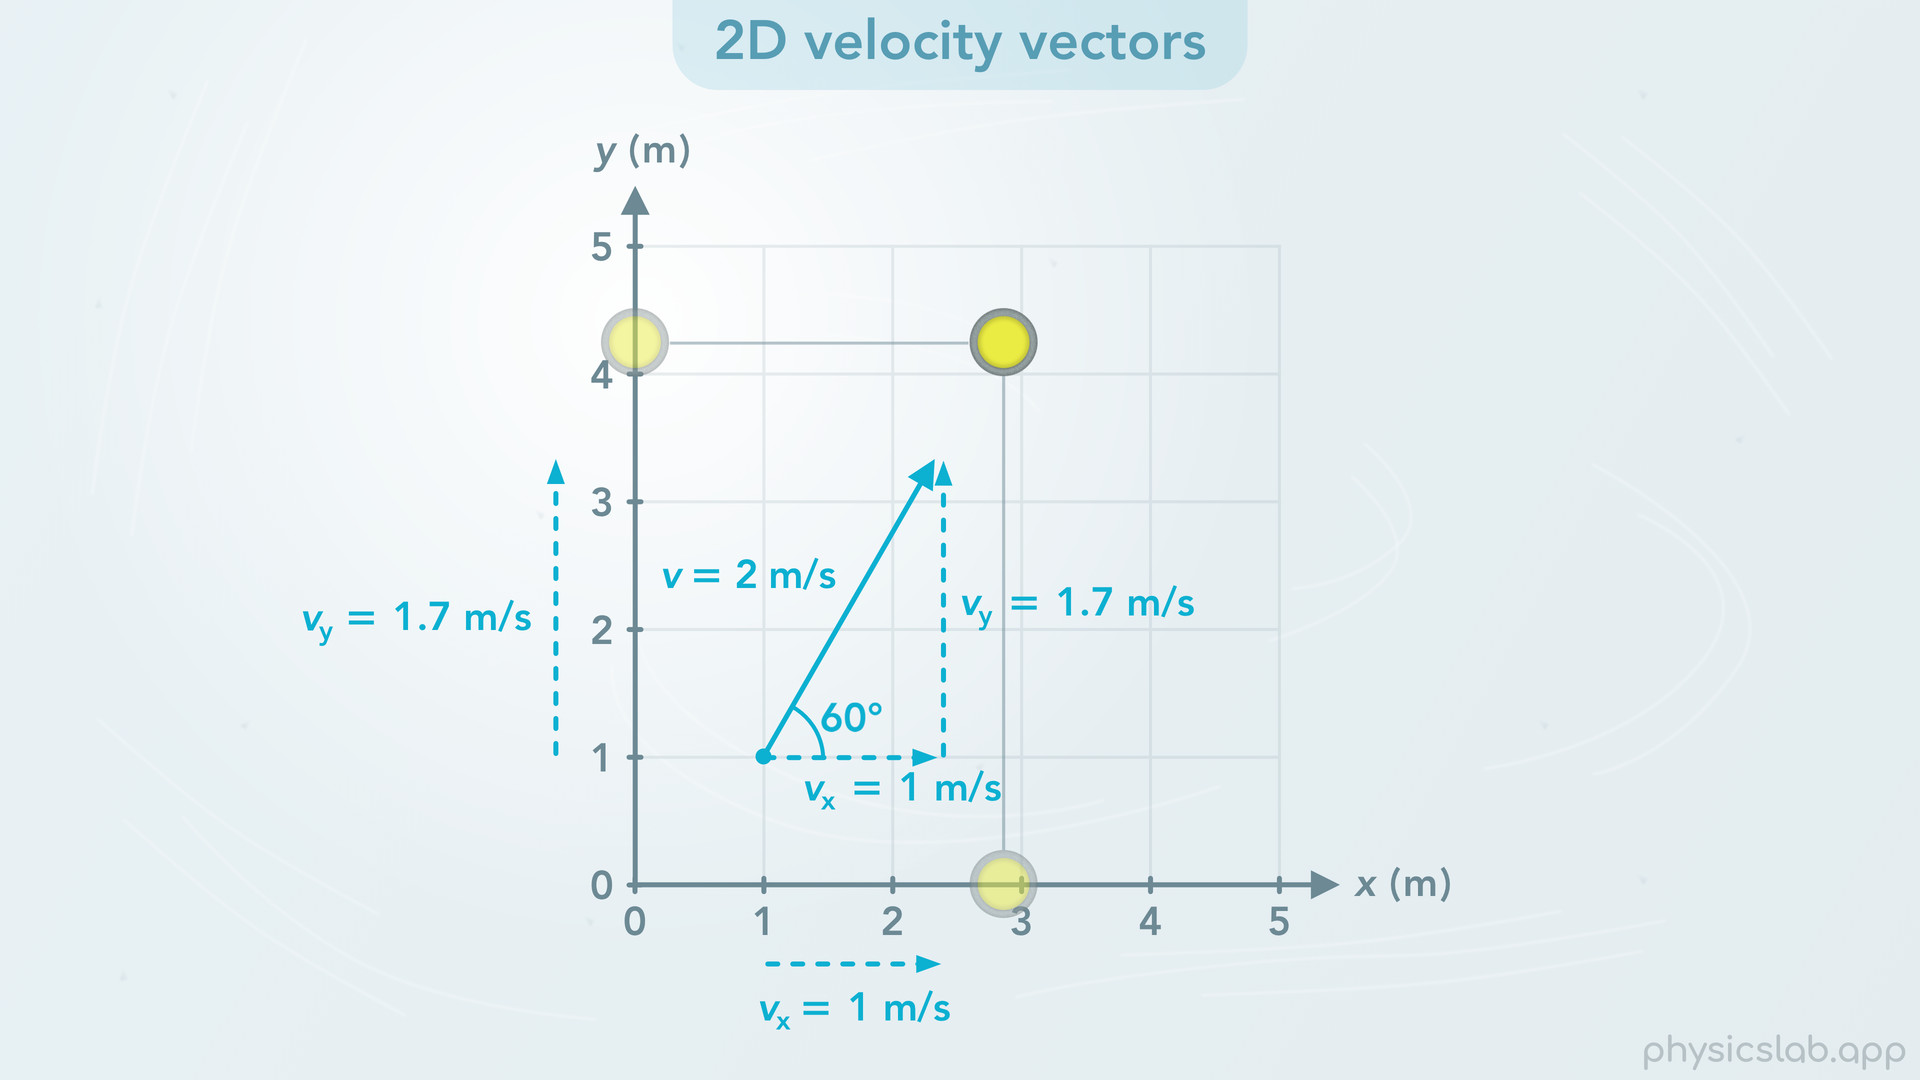 2D velocity vectors
y (m)
5
4
3
v = 2 m/s
vy = 1.7 m/s
vy = 1.7 m/s
2
60°
1
vx = 1 m/s
0
x (m)
0 1 2 3 4 5
vx = 1 m/s
physicslab.app